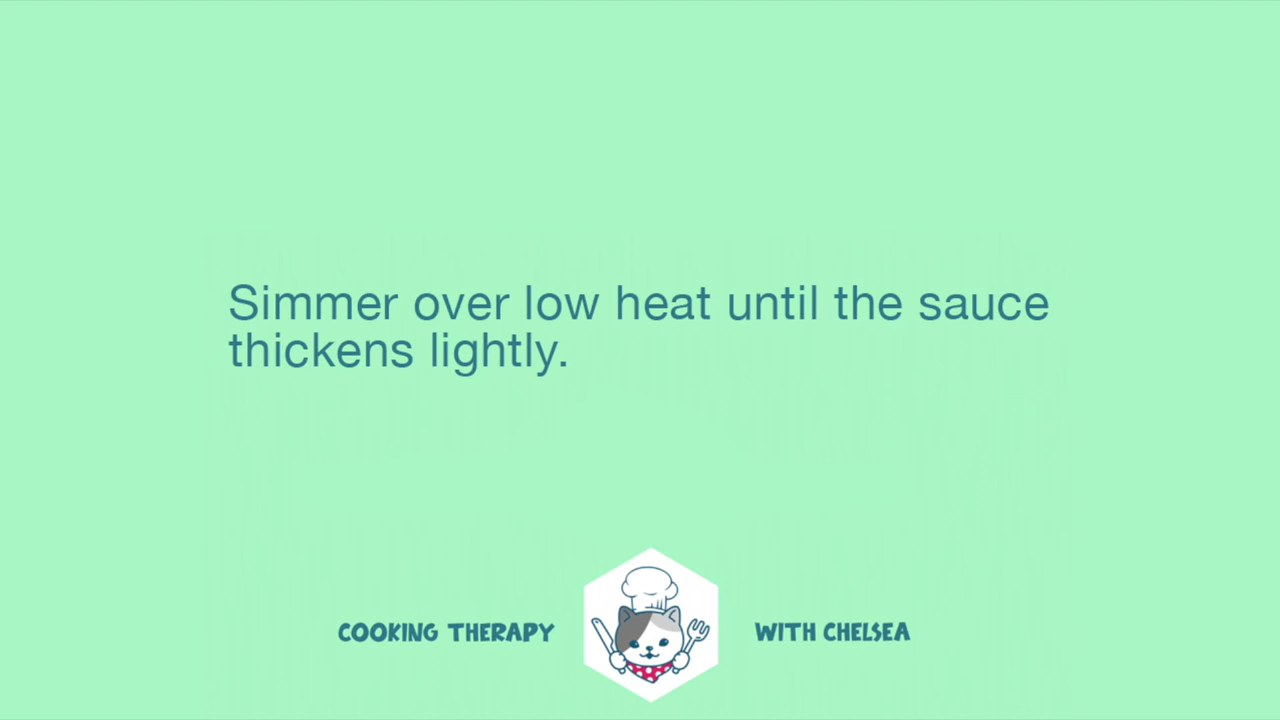 Simmer over low heat until the sauce
thickens lightly.
COOKING THERAPY
WITH CHELSEA